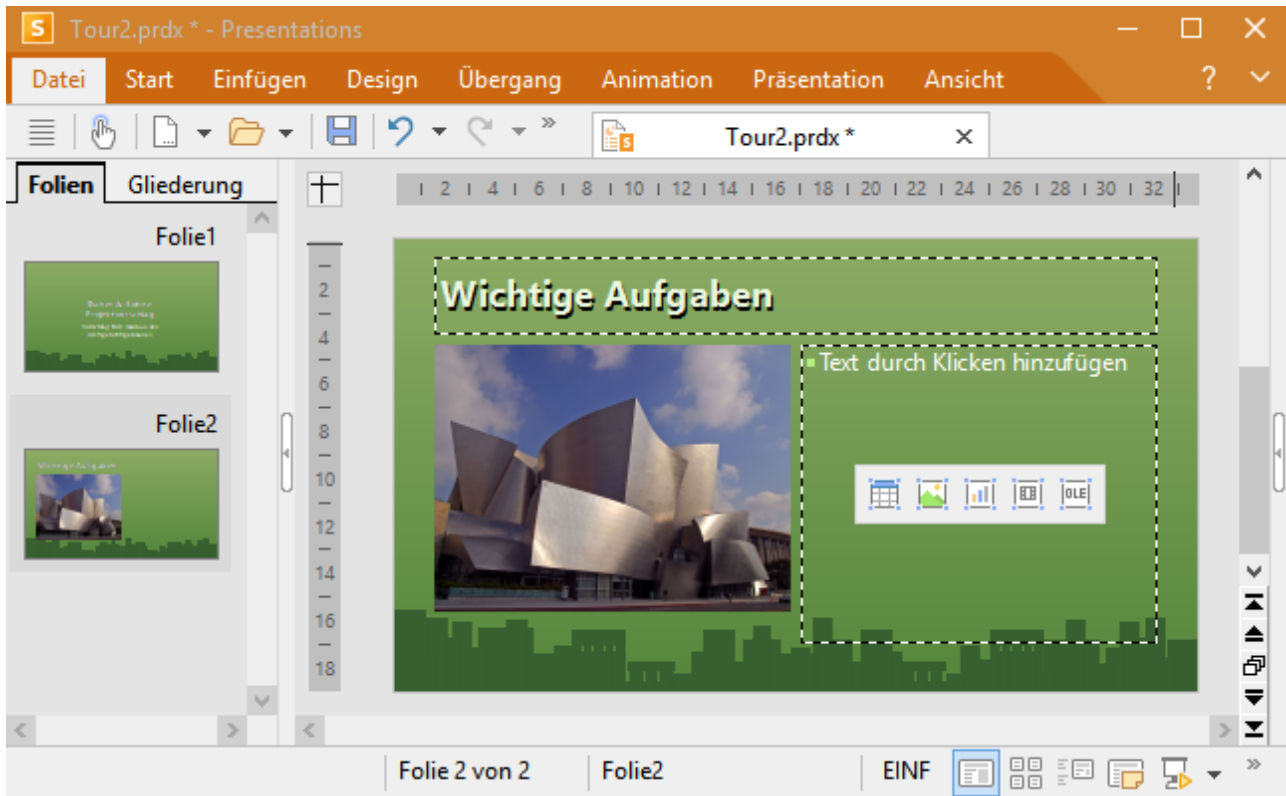 S Tour2.prdx * - Presentations
Datei Start Einfügen Design Übergang Animation Präsentation Ansicht ?
Tour2.prdx *
Folien Gliederung
2 4 6 8 10 12 14 16 18 20 22 24 26 28 30 32
Folie1
Folie2
Wichtige Aufgaben
2
4
6
8
10
12
14
16
18
Wichtige Aufgaben
Text durch Klicken hinzufügen
OLE
Folie 2 von 2 Folie2 EINF